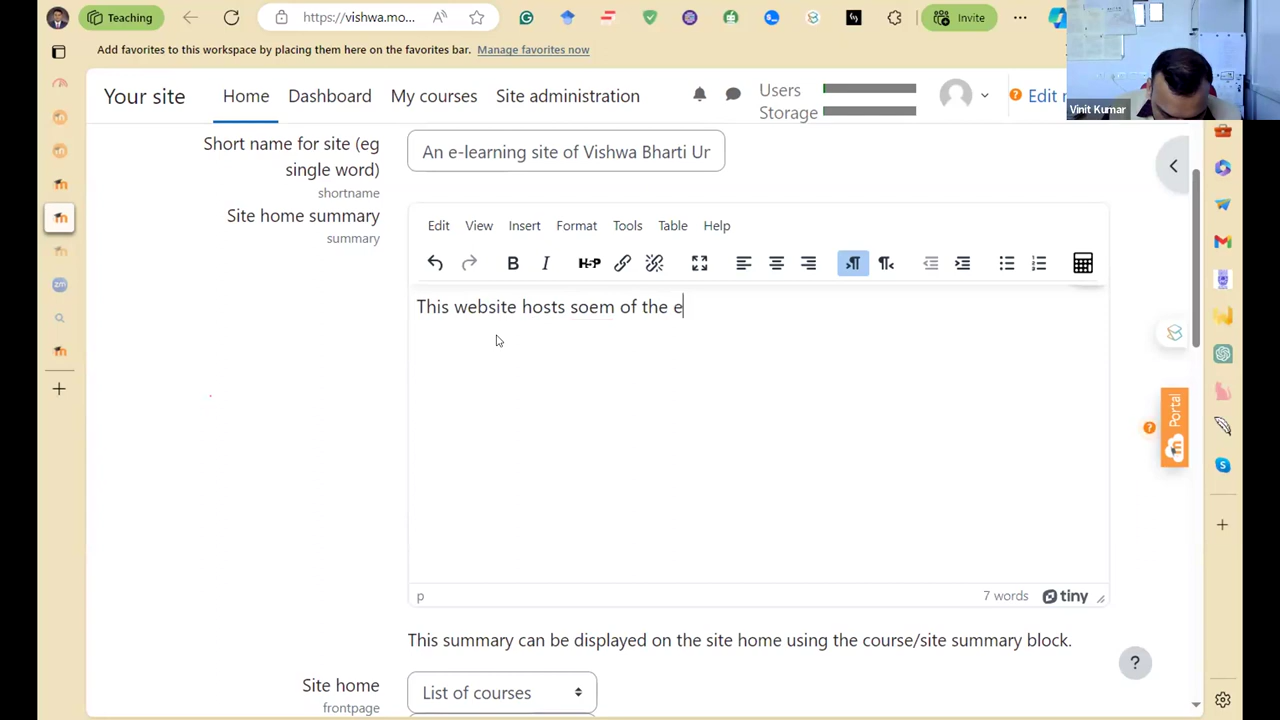 Teaching
https://vishwa.mo...
Invite
Add favorites to this workspace by placing them here on the favorites bar. Manage favorites now
Vinit Kumar
Your site
Home
Dashboard
My courses
Site administration
Users
Storage
Edit
Short name for site (eg
single word)
shortname
An e-learning site of Vishwa Bharti Ur
Site home summary
summary
Edit View Insert Format Tools Table Help
B I H-P
This website hosts soem of the e
p
7 words
tiny
This summary can be displayed on the site home using the course/site summary block.
Site home
frontpage
List of courses
Portal
zm
?